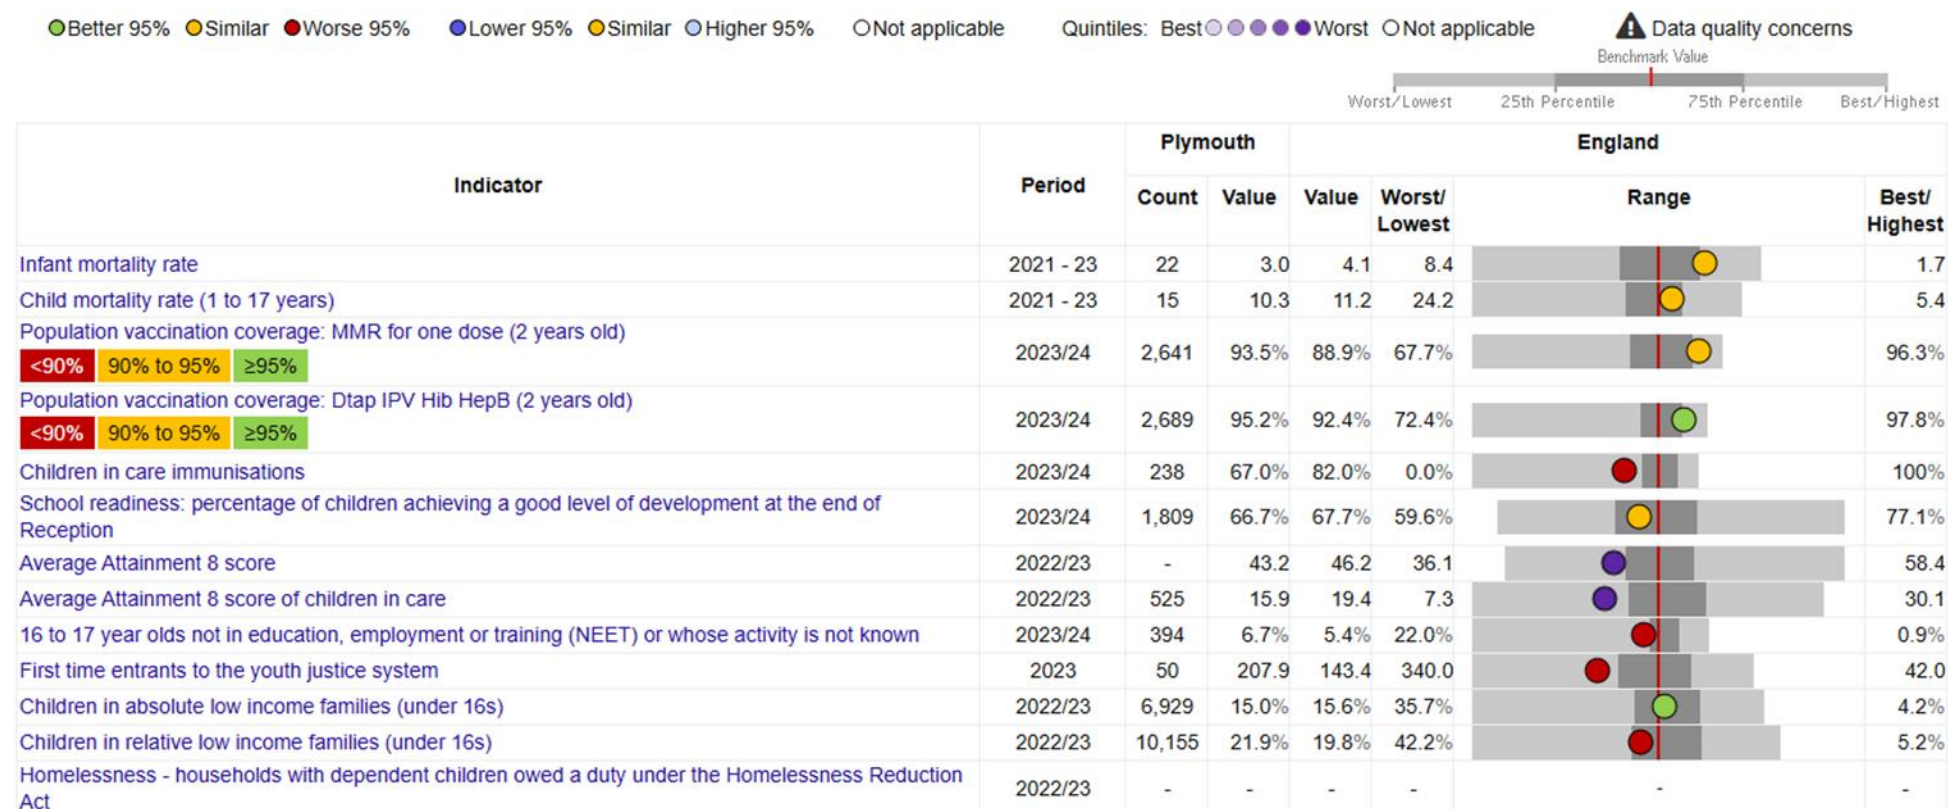 Better 95% Similar Worse 95% Lower 95% Similar Higher 95% Not applicable Quintiles: Best Worst Not applicable Data quality concerns
Benchmark Value
Worst/Lowest 25th Percentile 75th Percentile Best/Highest
Indicator Period Plymouth England
Count Value Value Worst/ Lowest Range Best/ Highest
Infant mortality rate 2021 - 23 22 3.0 4.1 8.4 1.7
Child mortality rate (1 to 17 years) 2021 - 23 15 10.3 11.2 24.2 5.4
Population vaccination coverage: MMR for one dose (2 years old)
<90% 90% to 95% ≥95% 2023/24 2,641 93.5% 88.9% 67.7% 96.3%
Population vaccination coverage: Dtap IPV Hib HepB (2 years old)
<90% 90% to 95% ≥95% 2023/24 2,689 95.2% 92.4% 72.4% 97.8%
Children in care immunisations 2023/24 238 67.0% 82.0% 0.0% 100%
School readiness: percentage of children achieving a good level of development at the end of
Reception 2023/24 1,809 66.7% 67.7% 59.6% 77.1%
Average Attainment 8 score 2022/23 - 43.2 46.2 36.1 58.4
Average Attainment 8 score of children in care 2022/23 525 15.9 19.4 7.3 30.1
16 to 17 year olds not in education, employment or training (NEET) or whose activity is not known 2023/24 394 6.7% 5.4% 22.0% 0.9%
First time entrants to the youth justice system 2023 50 207.9 143.4 340.0 42.0
Children in absolute low income families (under 16s) 2022/23 6,929 15.0% 15.6% 35.7% 4.2%
Children in relative low income families (under 16s) 2022/23 10,155 21.9% 19.8% 42.2% 5.2%
Homelessness - households with dependent children owed a duty under the Homelessness Reduction
Act 2022/23 - - - - - -